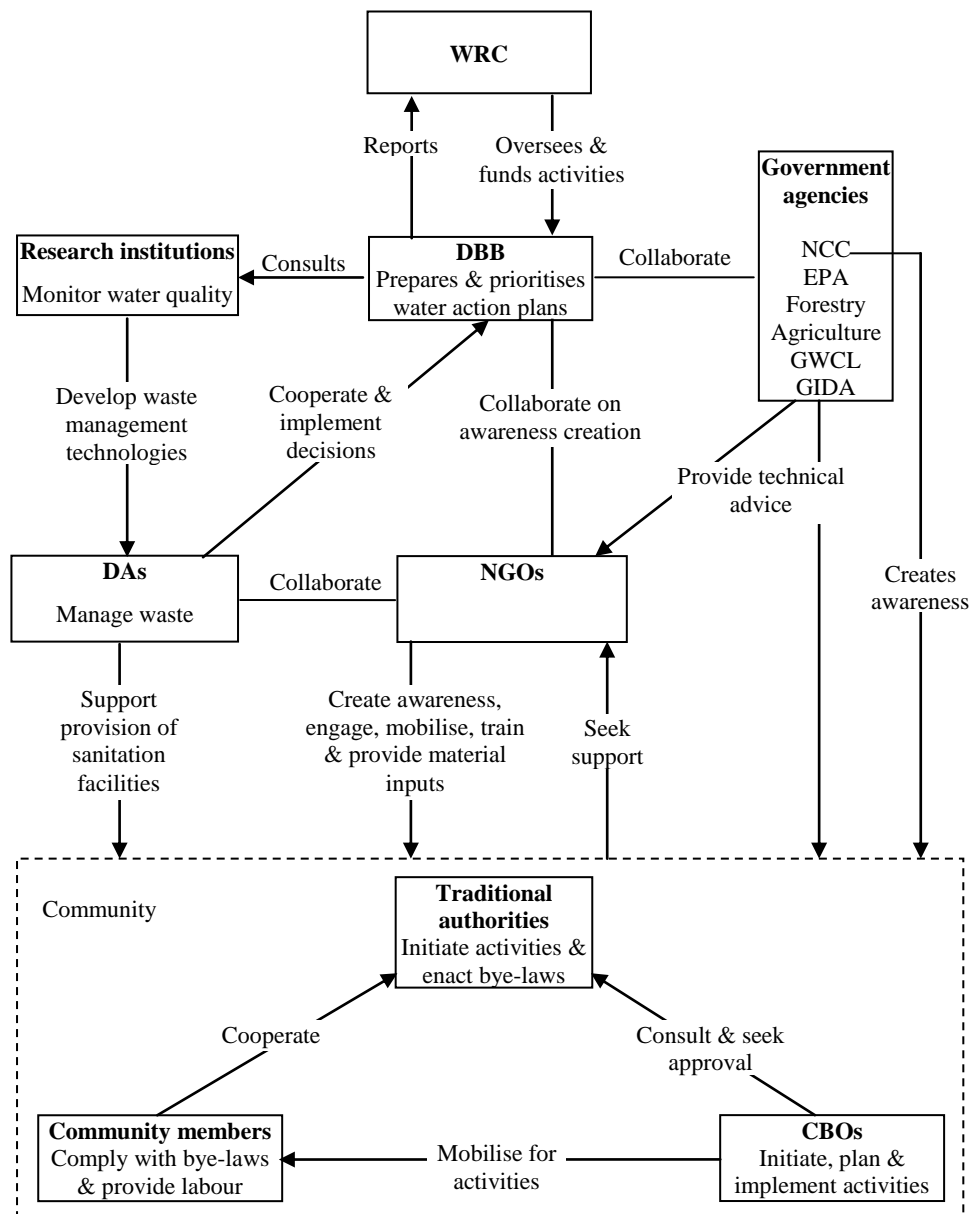 WRC
Reports
Oversees &
funds activities
Government
agencies
NCC
EPA
Forestry
Agriculture
GWCL
GIDA
Research institutions
Monitor water quality
Consults
DBB
Prepares & prioritises
water action plans
Collaborate
Develop waste
management
technologies
Cooperate &
implement
decisions
Collaborate on
awareness creation
Provide technical
advice
Creates
awareness
DAs
Manage waste
Collaborate
NGOs
Support
provision of
sanitation
facilities
Create awareness,
engage, mobilise, train
& provide material
inputs
Seek
support
Community
Traditional
authorities
Initiate activities &
enact bye-laws
Cooperate
Consult & seek
approval
Community members
Comply with bye-laws
& provide labour
Mobilise for
activities
CBOs
Initiate, plan &
implement activities